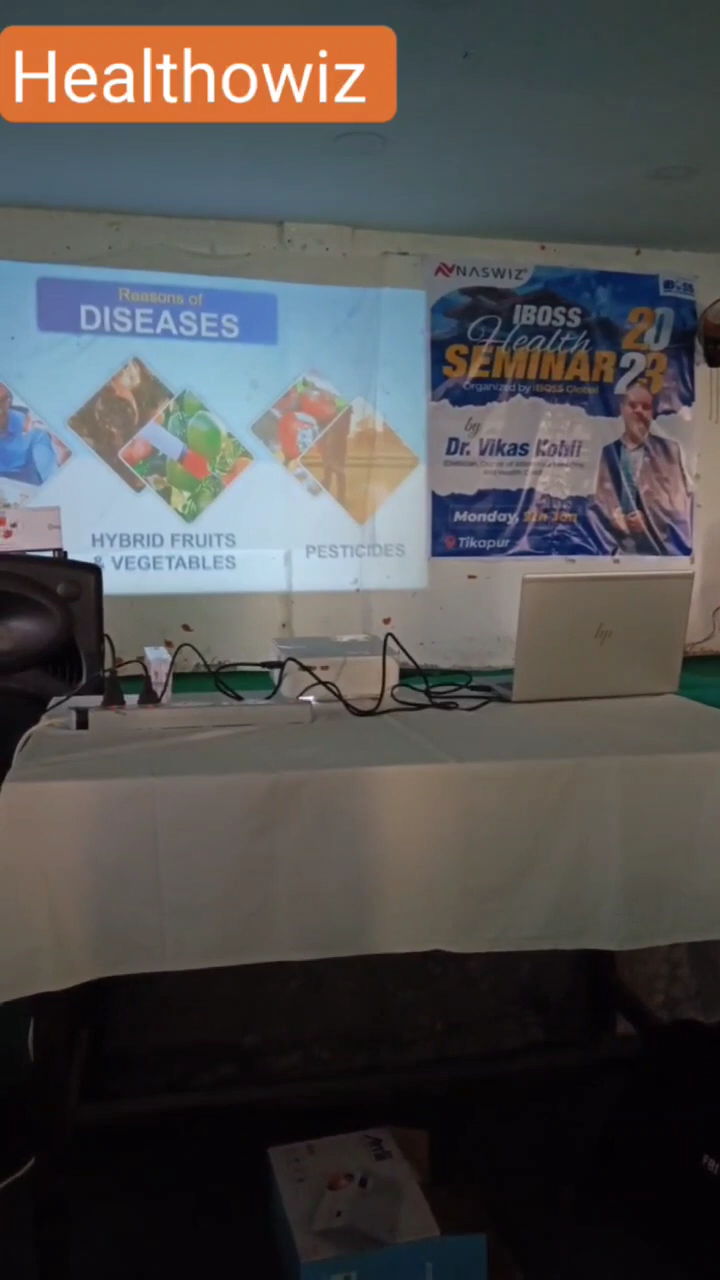 Healthowiz
Reasons of
DISEASES
HYBRID FRUITS
& VEGETABLES
PESTICIDES
NASWIZ
IBOSS
Health
SEMINAR
2023
Organized by IBOSS Global
by
Dr. Vikas Kohli
Monday,
Tikapur
hp